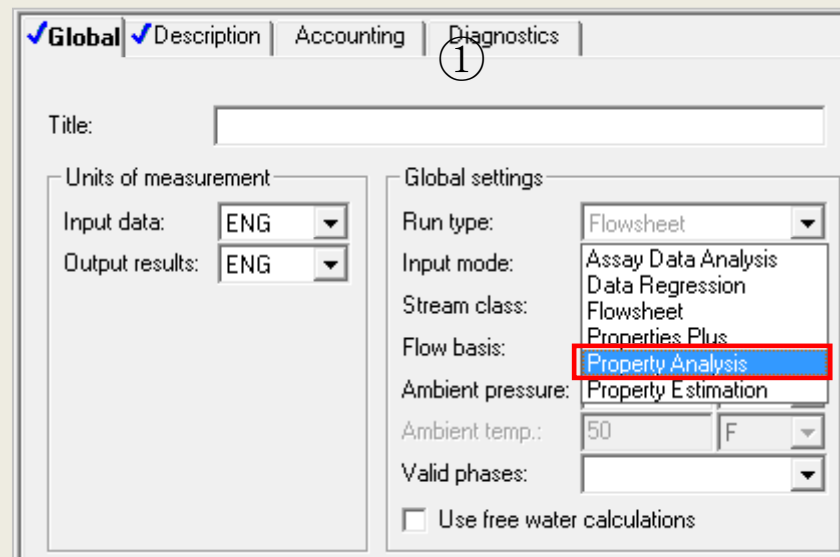 Global Description Accounting Diagnostics
①
Title:
Units of measurement
Input data: ENG
Output results: ENG
Global settings
Run type: Flowsheet
Input mode:
Assay Data Analysis
Data Regression
Stream class:
Flowsheet
Properties Plus
Flow basis:
Property Analysis
Ambient pressure:
Property Estimation
Ambient temp.: 50 F
Valid phases:
Use free water calculations